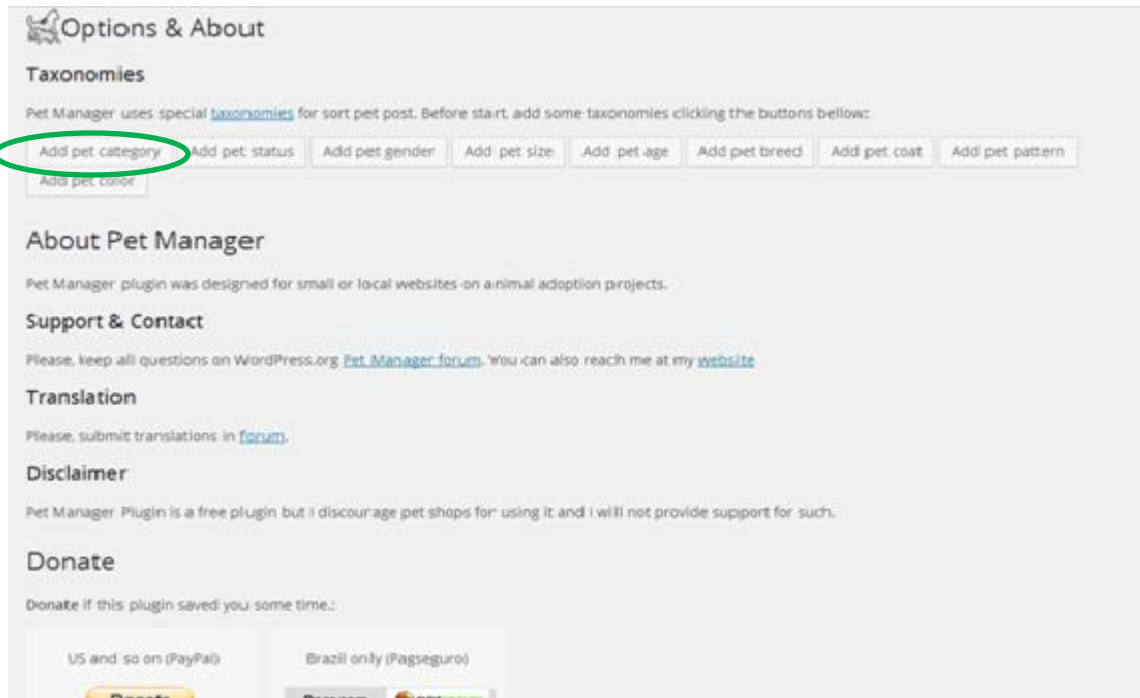 Options & About
Taxonomies
Pet Manager uses special taxonomies for sort pet post. Before start, add some taxonomies clicking the buttons bellow:
Add pet category Add pet status Add pet gender Add pet size Add pet age Add pet breed Add pet coat Add pet pattern
Add pet color
About Pet Manager
Pet Manager plugin was designed for small or local websites on animal adoption projects.
Support & Contact
Please, keep all questions on WordPress.org Pet Manager forum. You can also reach me at my website
Translation
Please, submit translations in forum.
Disclaimer
Pet Manager Plugin is a free plugin but I discourage pet shops for using it and I will not provide support for such.
Donate
Donate if this plugin saved you some time.:
US and so on (PayPal) Brazil only (Pagseguro)
Donate